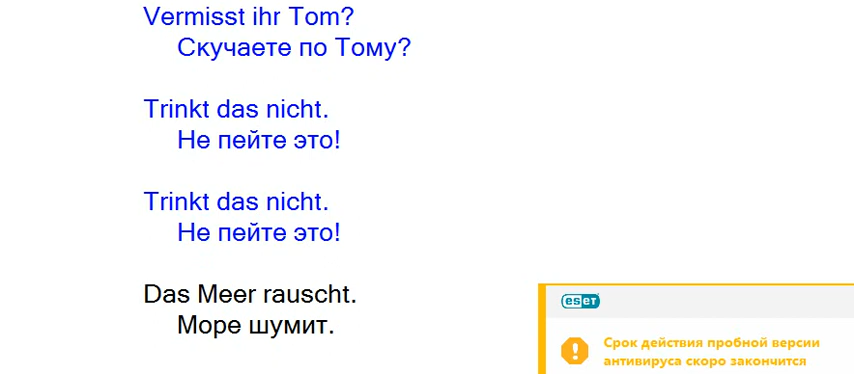 Vermisst ihr Tom?
Скучаете по Тому?
Trinkt das nicht.
Не пейте это!
Trinkt das nicht.
Не пейте это!
Das Meer rauscht.
Море шумит.
eseT
Срок действия пробной версии
антивируса скоро закончится